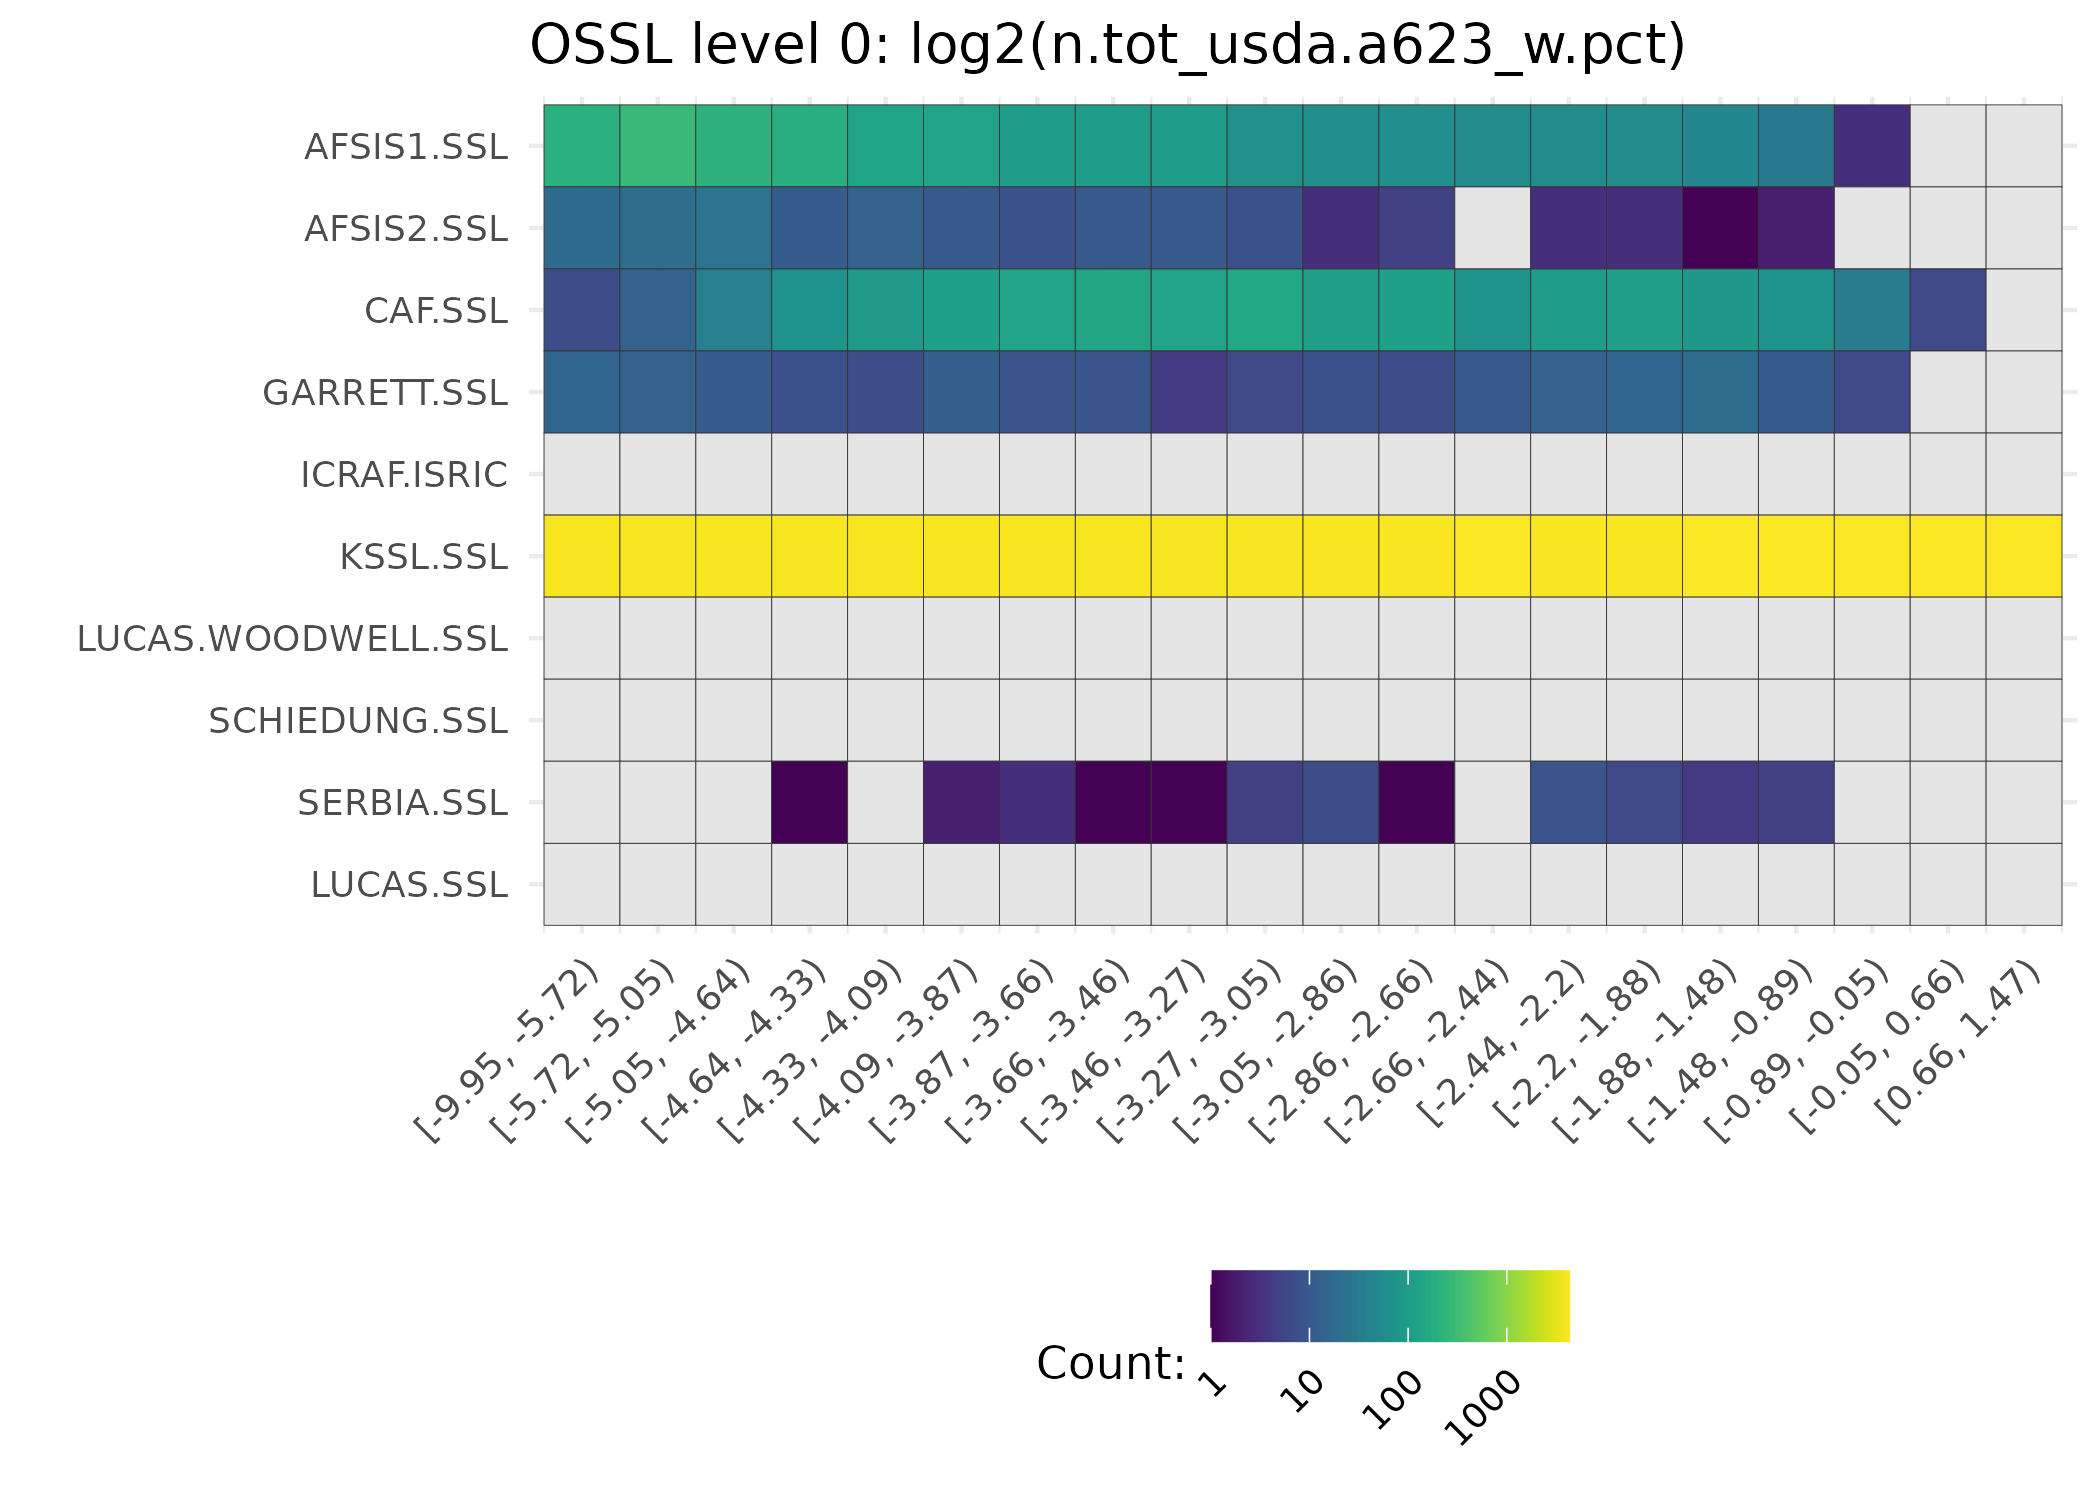 OSSL level 0: log2(n.tot_usda.a623_w.pct)
AFSIS1.SSL
AFSIS2.SSL
CAF.SSL
GARRETT.SSL
ICRAF.ISRIC
KSSL.SSL
LUCAS.WOODWELL.SSL
SCHIEDUNG.SSL
SERBIA.SSL
LUCAS.SSL
[-9.95, -5.72)
[-5.72, -5.05)
[-5.05, -4.64)
[-4.64, -4.33)
[-4.33, -4.09)
[-4.09, -3.87)
[-3.87, -3.66)
[-3.66, -3.46)
[-3.46, -3.27)
[-3.27, -3.05)
[-3.05, -2.86)
[-2.86, -2.66)
[-2.66, -2.44)
[-2.44, -2.2)
[-2.2, -1.88)
[-1.88, -1.48)
[-1.48, -0.89)
[-0.89, -0.05)
[-0.05, 0.66)
[0.66, 1.47)
Count:
1
10
100
1000